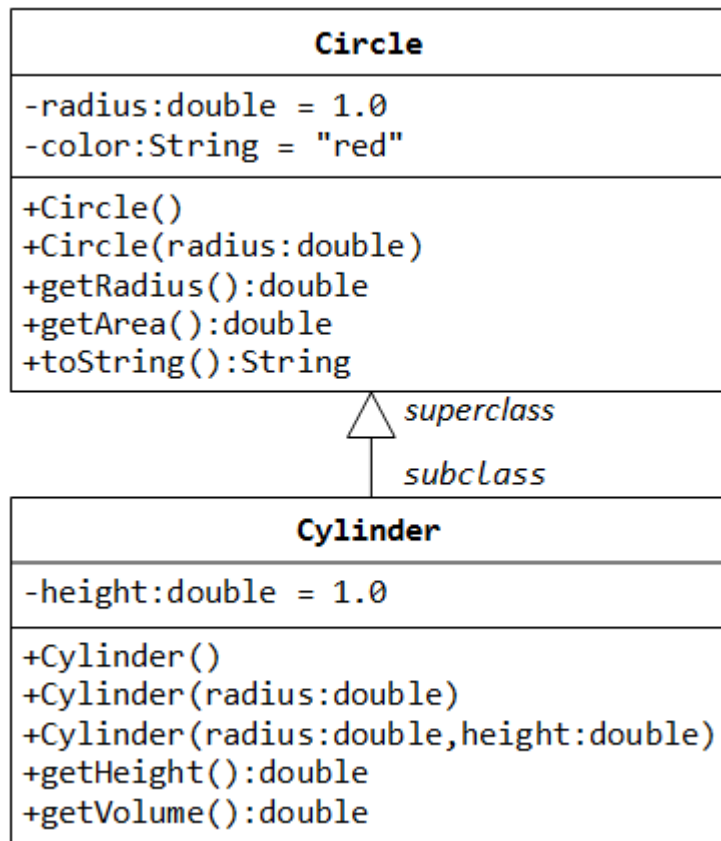 Circle
-radius:double = 1.0
-color:String = "red"
+Circle()
+Circle(radius:double)
+getRadius():double
+getArea():double
+toString():String
superclass
subclass
Cylinder
-height:double = 1.0
+Cylinder()
+Cylinder(radius:double)
+Cylinder(radius:double,height:double)
+getHeight():double
+getVolume():double